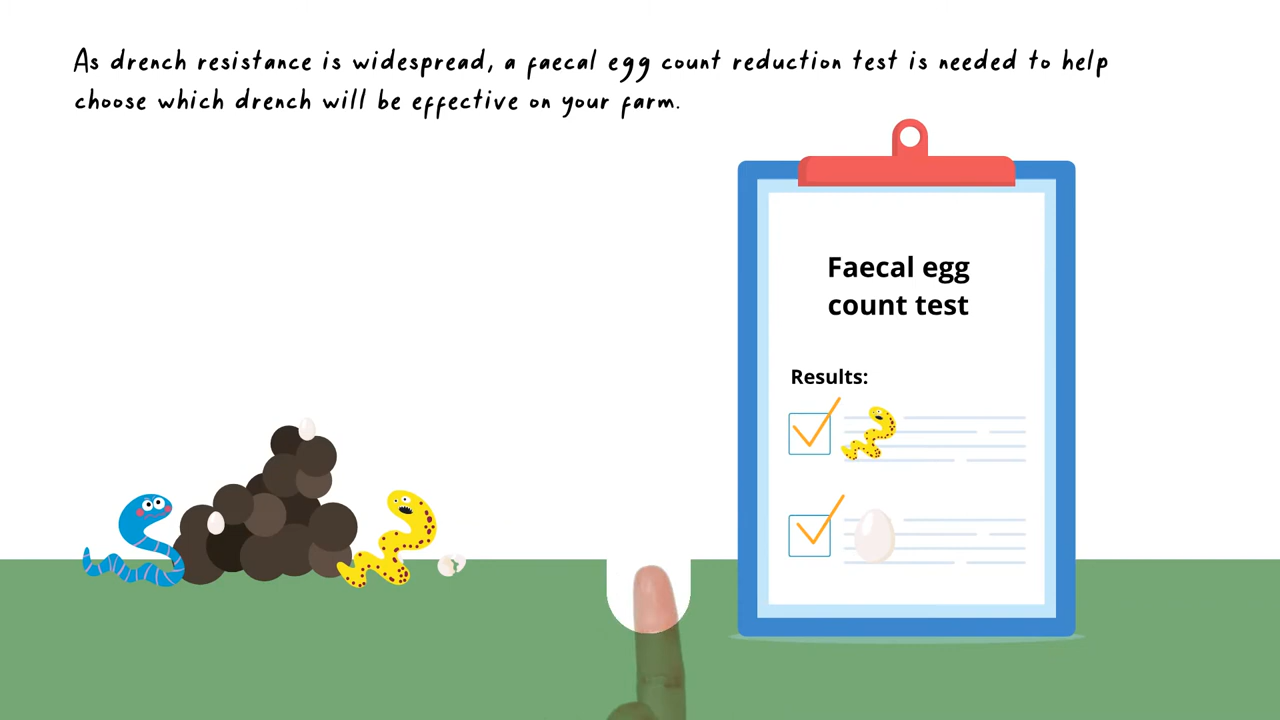 As drench resistance is widespread, a faecal egg count reduction test is needed to help
choose which drench will be effective on your farm.
Faecal egg
count test
Results: